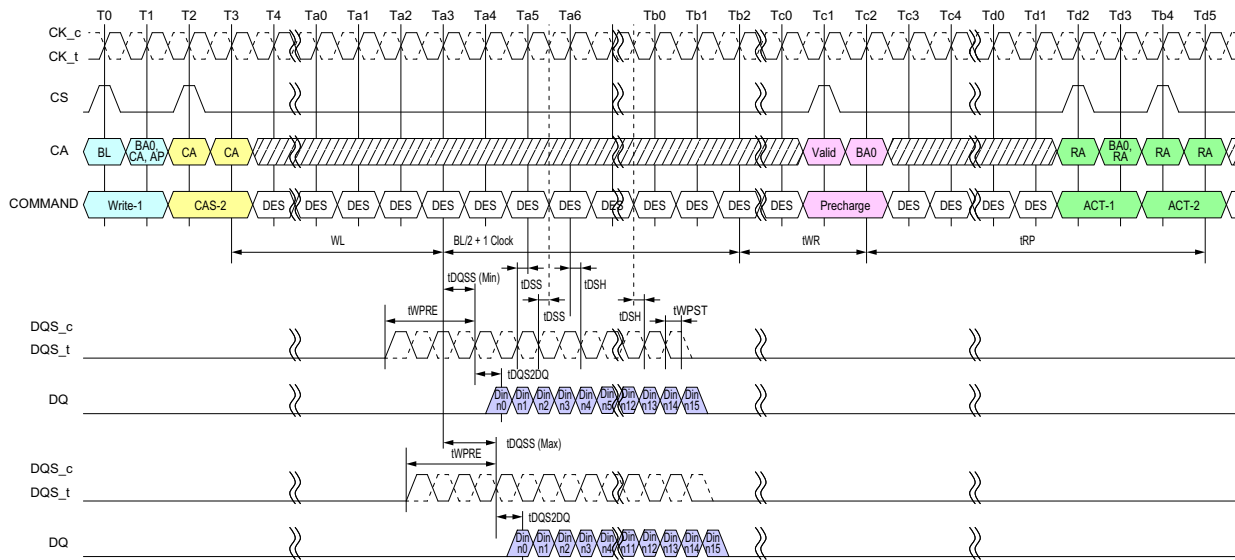 T0 T1 T2 T3 T4 Ta0 Ta1 Ta2 Ta3 Ta4 Ta5 Ta6 Tb0 Tb1 Tb2 Tc0 Tc1 Tc2 Tc3 Tc4 Td0 Td1 Td2 Td3 Tb4 Td5
CK_c
CK_t
CS
CA BL BA0, CA, AP CA CA Valid BA0 RA BA0, RA RA RA
COMMAND Write-1 CAS-2 DES DES DES DES DES DES DES DES DES DES DES DES DES Precharge DES DES DES DES ACT-1 ACT-2
WL BL/2 + 1 Clock tWR tRP
tDQSS (Min) tDSS tDSH
tWPRE tDSS tDSH tWPST
DQS_c
DQS_t
tDQS2DQ
DQ Din n0 Din n1 Din n2 Din n3 Din n4 Din n5 Din n12 Din n13 Din n14 Din n15
tDQSS (Max)
tWPRE
DQS_c
DQS_t
tDQS2DQ
DQ Din n0 Din n1 Din n2 Din n3 Din n4 Din n11 Din n12 Din n13 Din n14 Din n15